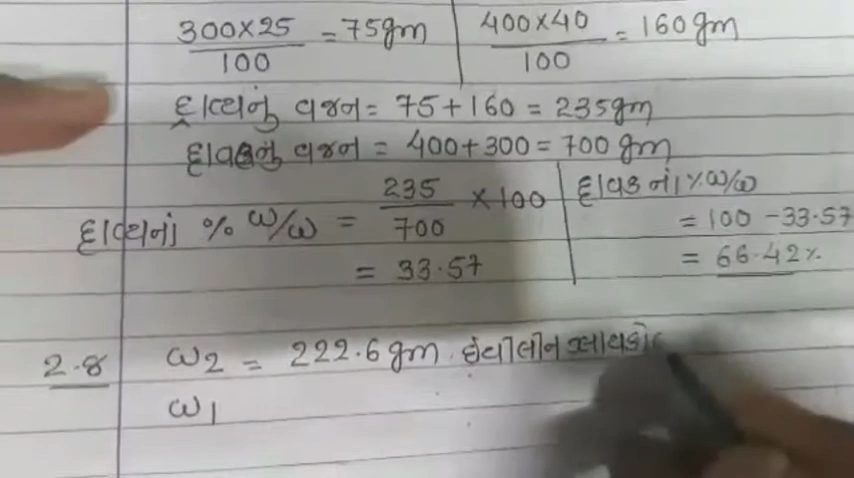 300×25 / 100 = 75gm | 400×40 / 100 = 160gm
દ્રાવ્યનું વજન = 75+160 = 235gm
વજન = 400+300 = 700 gm
દ્રાવ્યનાં % W/W = 235 / 700 × 100
= 33.57
દ્રાવકનાં % W/W
= 100 - 33.57
= 66.42%
2.8 W2 = 222.6 gm ઇથીલીન
W1